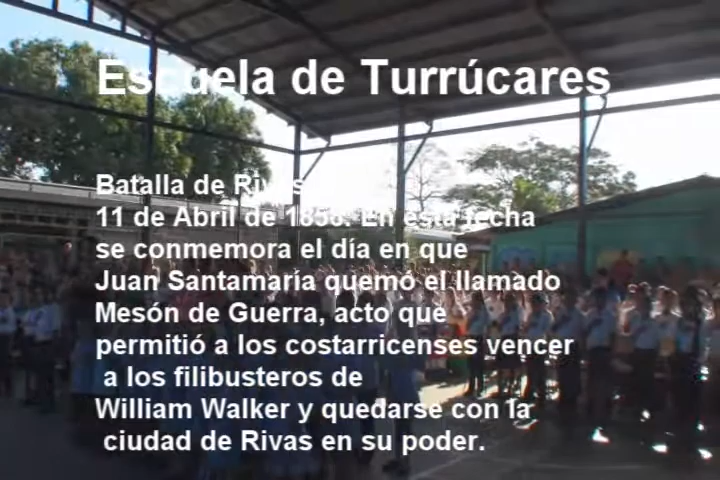 Escuela de Turrúcares
Batalla de Rivas
11 de Abril de 1856. En esta fecha
se conmemora el día en que
Juan Santamaría quemó el llamado
Mesón de Guerra, acto que
permitió a los costarricenses vencer
a los filibusteros de
William Walker y quedarse con la
ciudad de Rivas en su poder.